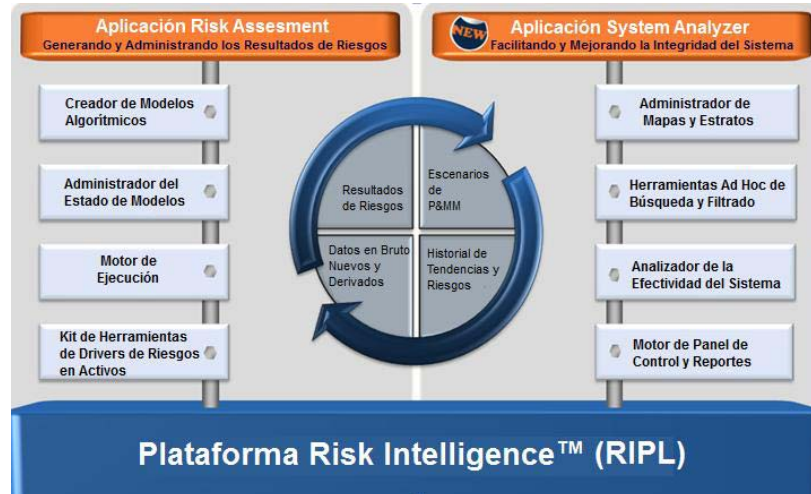 Aplicación Risk Assesment
Generando y Administrando los Resultados de Riesgos
Creador de Modelos
Algorítmicos
Administrador del
Estado de Modelos
Motor de
Ejecución
Kit de Herramientas
de Drivers de Riesgos
en Activos
Resultados
de Riesgos
Escenarios
de
P&MM
Datos en Bruto
Nuevos y
Derivados
Historial de
Tendencias y
Riesgos
NEW
Aplicación System Analyzer
Facilitando y Mejorando la Integridad del Sistema
Administrador de
Mapas y Estratos
Herramientas Ad Hoc de
Búsqueda y Filtrado
Analizador de la
Efectividad del Sistema
Motor de Panel de
Control y Reportes
Plataforma Risk Intelligence™ (RIPL)